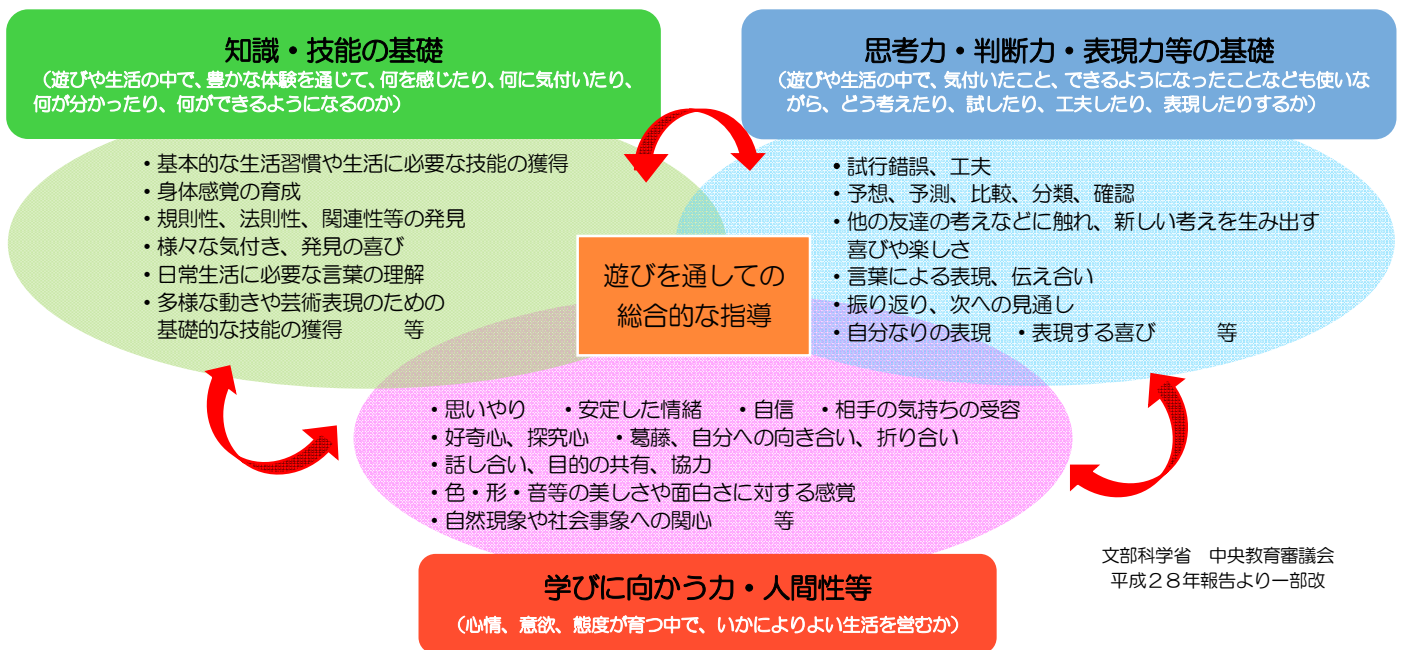 知識・技能の基礎
（遊びや生活の中で、豊かな体験を通じて、何を感じたり、何に気付いたり、
何が分かったり、何ができるようになるのか）
・基本的な生活習慣や生活に必要な技能の獲得
・身体感覚の育成
・規則性、法則性、関連性等の発見
・様々な気付き、発見の喜び
・日常生活に必要な言葉の理解
・多様な動きや芸術表現のための
基礎的な技能の獲得　　　等
思考力・判断力・表現力等の基礎
（遊びや生活の中で、気付いたこと、できるようになったことなども使いな
がら、どう考えたり、試したり、工夫したり、表現したりするか）
・試行錯誤、工夫
・予想、予測、比較、分類、確認
・他の友達の考えなどに触れ、新しい考えを生み出す
喜びや楽しさ
・言葉による表現、伝え合い
・振り返り、次への見通し
・自分なりの表現　・表現する喜び　　　等
遊びを通しての
総合的な指導
・思いやり　・安定した情緒　・自信　・相手の気持ちの受容
・好奇心、探究心　・葛藤、自分への向き合い、折り合い
・話し合い、目的の共有、協力
・色・形・音等の美しさや面白さに対する感覚
・自然現象や社会事象への関心　　　等
学びに向かう力・人間性等
（心情、意欲、態度が育つ中で、いかによりよい生活を営むか）
文部科学省　中央教育審議会
平成２８年報告より一部改